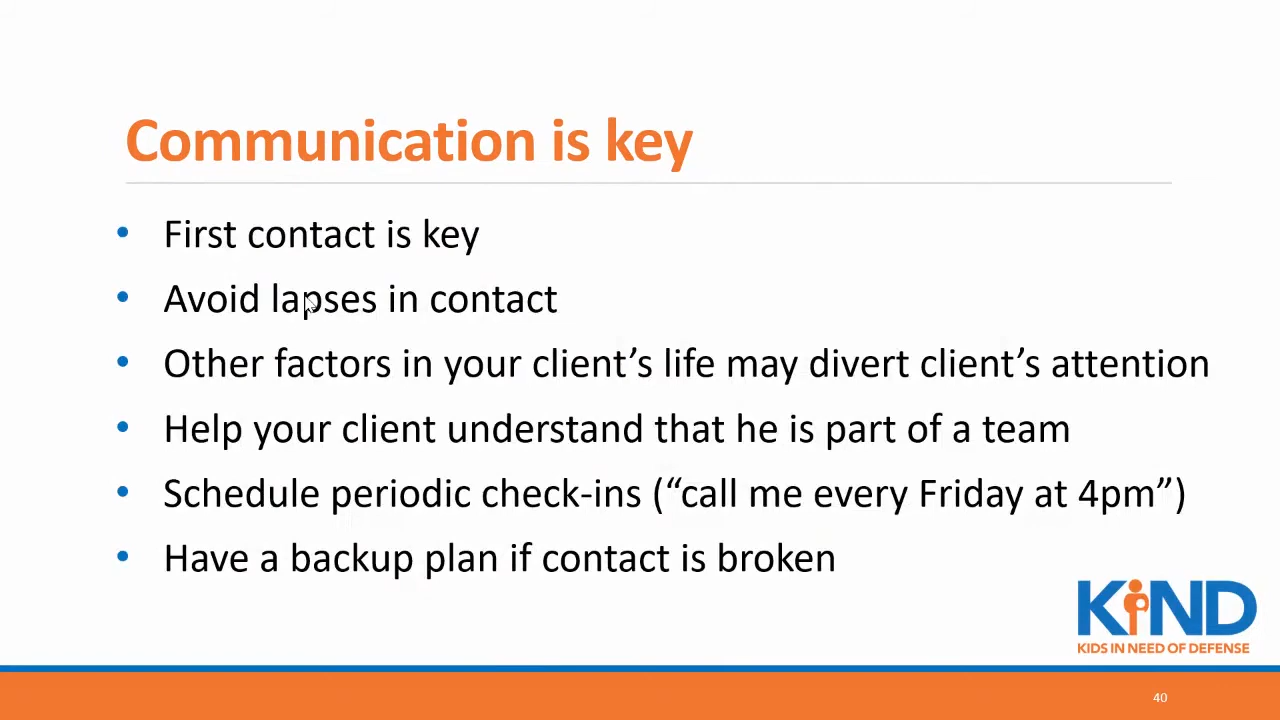 Communication is key
• First contact is key
• Avoid lapses in contact
• Other factors in your client’s life may divert client’s attention
• Help your client understand that he is part of a team
• Schedule periodic check-ins (“call me every Friday at 4pm”)
• Have a backup plan if contact is broken
KiND
KIDS IN NEED OF DEFENSE
40